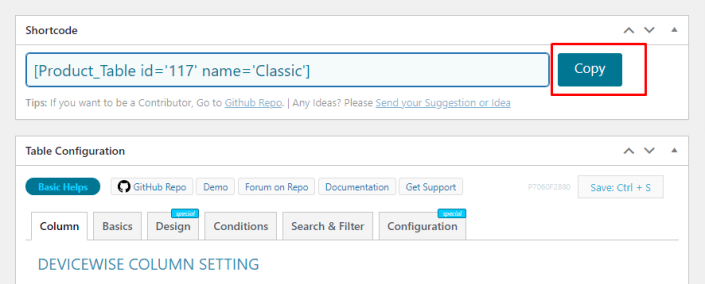 Shortcode
[Product_Table id='117' name='Classic']
Copy
Tips: If you want to be a Contributor, Go to Github Repo. | Any Ideas? Please Send your Suggestion or Idea
Table Configuration
Basic Helps GitHub Repo Demo Forum on Repo Documentation Get Support P7060F2880 Save: Ctrl + S
special special
Column Basics Design Conditions Search & Filter Configuration
DEVICEWISE COLUMN SETTING